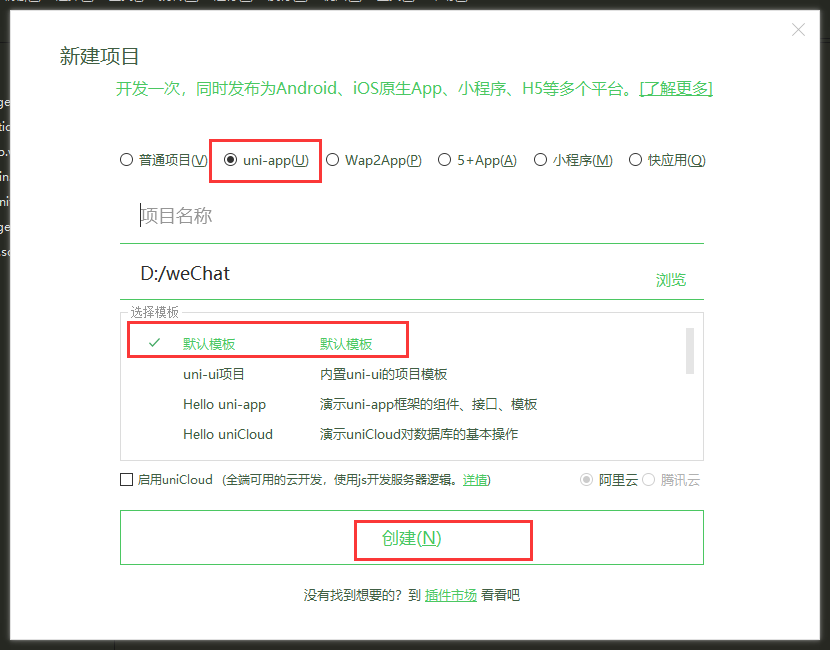 新建项目
开发一次，同时发布为Android、iOS原生App、小程序、H5等多个平台。[了解更多]
普通项目(V) uni-app(U) Wap2App(P) 5+App(A) 小程序(M) 快应用(Q)
项目名称
D:/weChat 浏览
选择模板
默认模板 默认模板
uni-ui项目 内置uni-ui的项目模板
Hello uni-app 演示uni-app框架的组件、接口、模板
Hello uniCloud 演示uniCloud对数据库的基本操作
启用uniCloud (全端可用的云开发，使用js开发服务器逻辑。详情) 阿里云 腾讯云
创建(N)
没有找到想要的？到 插件市场 看看吧